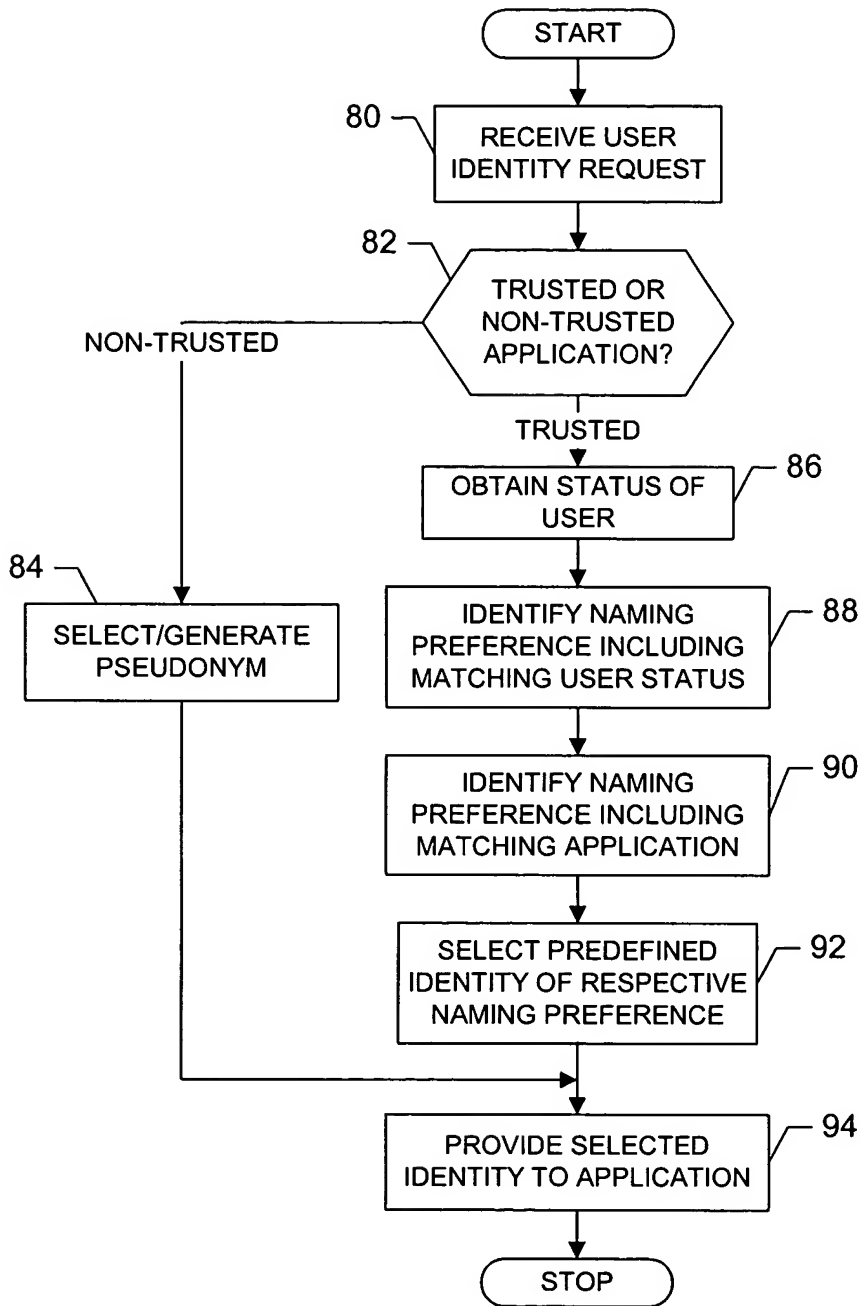 START
80
RECEIVE USER
IDENTITY REQUEST
82
TRUSTED OR
NON-TRUSTED
APPLICATION?
NON-TRUSTED
TRUSTED
86
OBTAIN STATUS OF
USER
84
SELECT/GENERATE
PSEUDONYM
88
IDENTIFY NAMING
PREFERENCE INCLUDING
MATCHING USER STATUS
90
IDENTIFY NAMING
PREFERENCE INCLUDING
MATCHING APPLICATION
92
SELECT PREDEFINED
IDENTITY OF RESPECTIVE
NAMING PREFERENCE
94
PROVIDE SELECTED
IDENTITY TO APPLICATION
STOP